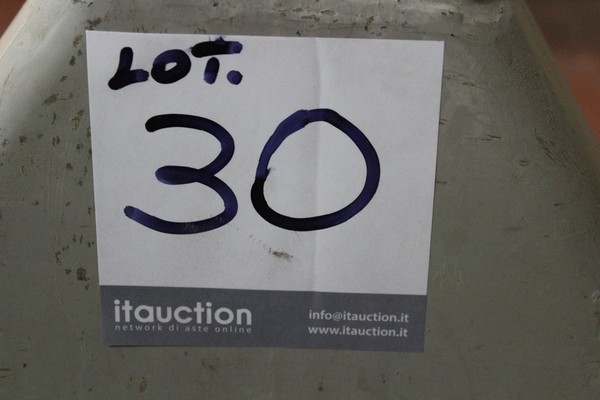 LOT.
30
itauction
network di aste online
info@itauction.it
www.itauction.it